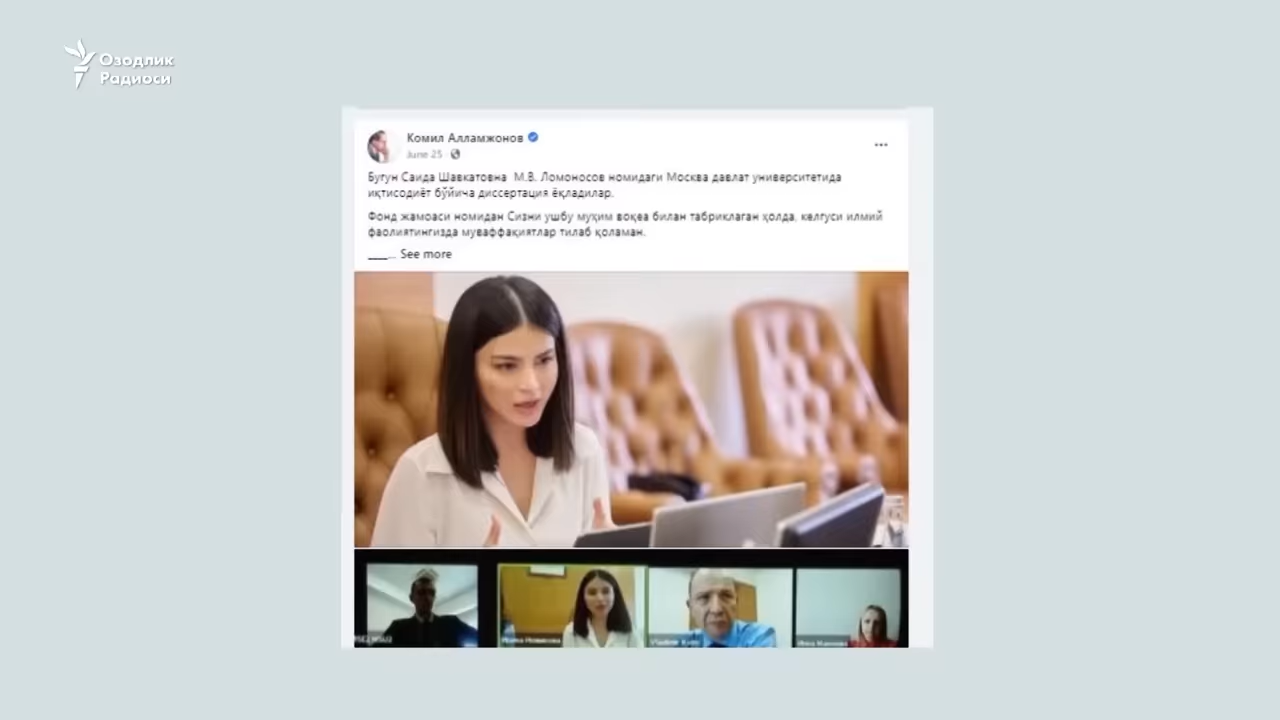 Озодлик
Радиоси
Комил Алламжонов
June 25
Бугун Саида Шавкатовна М.В. Ломоносов номидаги Москва давлат университетида
иқтисодиёт бўйича диссертация ёқладилар.
Фонд жамоаси номидан Сизни ушбу муҳим воқеа билан табриклаган ҳолда, келгуси илмий
фаолиятингизда муваффақиятлар тилаб қоламан.
___... See more